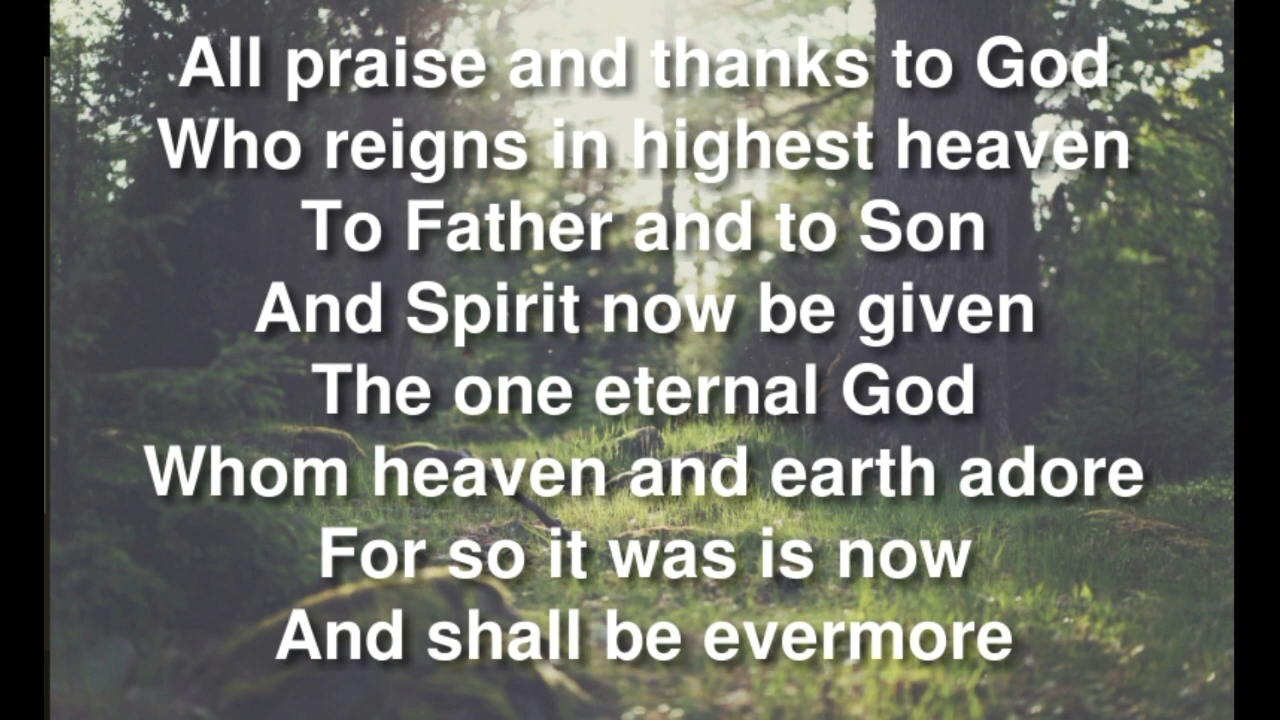 All praise and thanks to God
Who reigns in highest heaven
To Father and to Son
And Spirit now be given
The one eternal God
Whom heaven and earth adore
For so it was is now
And shall be evermore